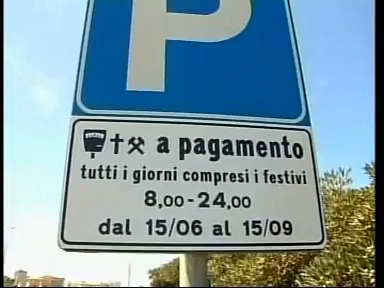 P
a pagamento
tutti i giorni compresi i festivi
8,00-24,00
dal 15/06 al 15/09